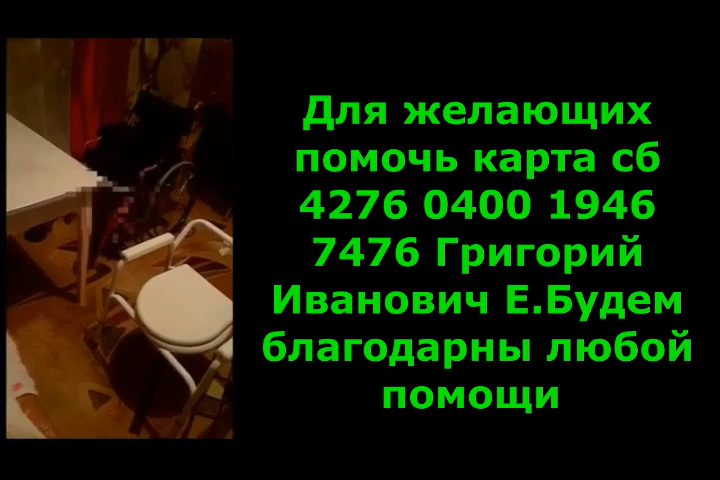 Для желающих
помочь карта сб
4276 0400 1946
7476 Григорий
Иванович Е.Будем
благодарны любой
помощи